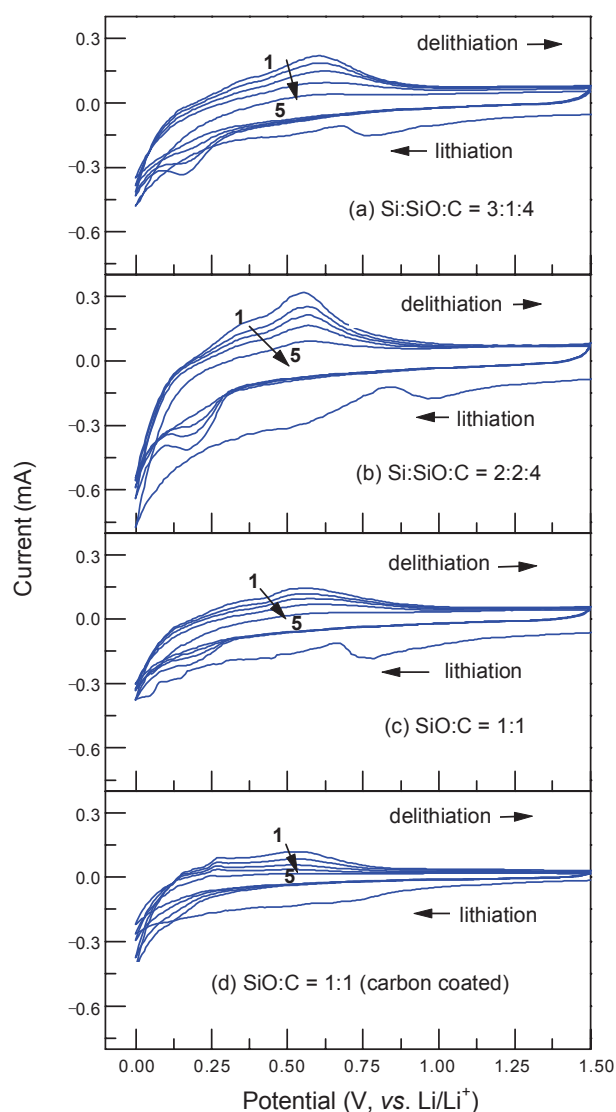 0.3
0.0
−0.3
−0.6
delithiation
1
5
lithiation
(a) Si:SiO:C = 3:1:4
0.3
0.0
−0.3
−0.6
delithiation
1
5
lithiation
(b) Si:SiO:C = 2:2:4
0.3
0.0
−0.3
−0.6
delithiation
1
5
lithiation
(c) SiO:C = 1:1
0.3
0.0
−0.3
−0.6
delithiation
1
5
lithiation
(d) SiO:C = 1:1 (carbon coated)
0.00 0.25 0.50 0.75 1.00 1.25 1.50
Current (mA)
Potential (V, vs. Li/Li⁺)